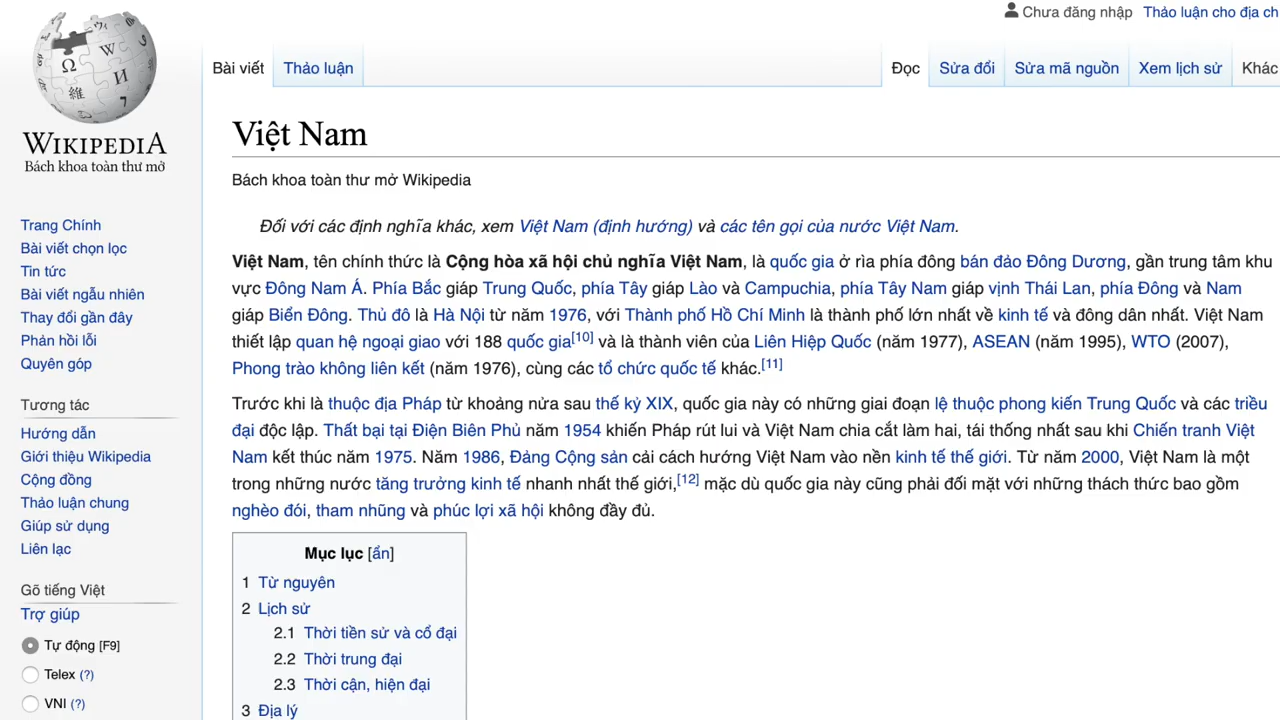 Chưa đăng nhập Thảo luận cho địa ch
Bài viết Thảo luận Đọc Sửa đổi Sửa mã nguồn Xem lịch sử Khác
WIKIPEDIA
Bách khoa toàn thư mở
Trang Chính
Bài viết chọn lọc
Tin tức
Bài viết ngẫu nhiên
Thay đổi gần đây
Phản hồi lỗi
Quyên góp
Tương tác
Hướng dẫn
Giới thiệu Wikipedia
Cộng đồng
Thảo luận chung
Giúp sử dụng
Liên lạc
Gõ tiếng Việt
Trợ giúp
Tự động [F9]
Telex (?)
VNI (?)
Việt Nam
Bách khoa toàn thư mở Wikipedia
Đối với các định nghĩa khác, xem Việt Nam (định hướng) và các tên gọi của nước Việt Nam.
Việt Nam, tên chính thức là Cộng hòa xã hội chủ nghĩa Việt Nam, là quốc gia ở rìa phía đông bán đảo Đông Dương, gần trung tâm khu
vực Đông Nam Á. Phía Bắc giáp Trung Quốc, phía Tây giáp Lào và Campuchia, phía Tây Nam giáp vịnh Thái Lan, phía Đông và Nam
giáp Biển Đông. Thủ đô là Hà Nội từ năm 1976, với Thành phố Hồ Chí Minh là thành phố lớn nhất về kinh tế và đông dân nhất. Việt Nam
thiết lập quan hệ ngoại giao với 188 quốc gia[10] và là thành viên của Liên Hiệp Quốc (năm 1977), ASEAN (năm 1995), WTO (2007),
Phong trào không liên kết (năm 1976), cùng các tổ chức quốc tế khác.[11]
Trước khi là thuộc địa Pháp từ khoảng nửa sau thế kỷ XIX, quốc gia này có những giai đoạn lệ thuộc phong kiến Trung Quốc và các triều
đại độc lập. Thất bại tại Điện Biên Phủ năm 1954 khiến Pháp rút lui và Việt Nam chia cắt làm hai, tái thống nhất sau khi Chiến tranh Việt
Nam kết thúc năm 1975. Năm 1986, Đảng Cộng sản cải cách hướng Việt Nam vào nền kinh tế thế giới. Từ năm 2000, Việt Nam là một
trong những nước tăng trưởng kinh tế nhanh nhất thế giới,[12] mặc dù quốc gia này cũng phải đối mặt với những thách thức bao gồm
nghèo đói, tham nhũng và phúc lợi xã hội không đầy đủ.
Mục lục [ẩn]
1 Từ nguyên
2 Lịch sử
2.1 Thời tiền sử và cổ đại
2.2 Thời trung đại
2.3 Thời cận, hiện đại
3 Địa lý